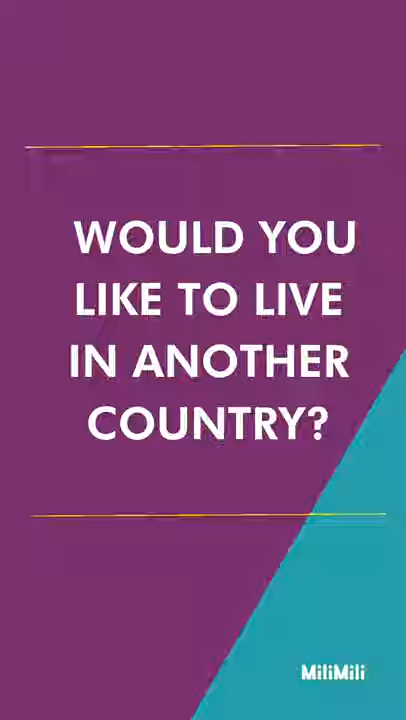 WOULD YOU
LIKE TO LIVE
IN ANOTHER
COUNTRY?
MiliMili